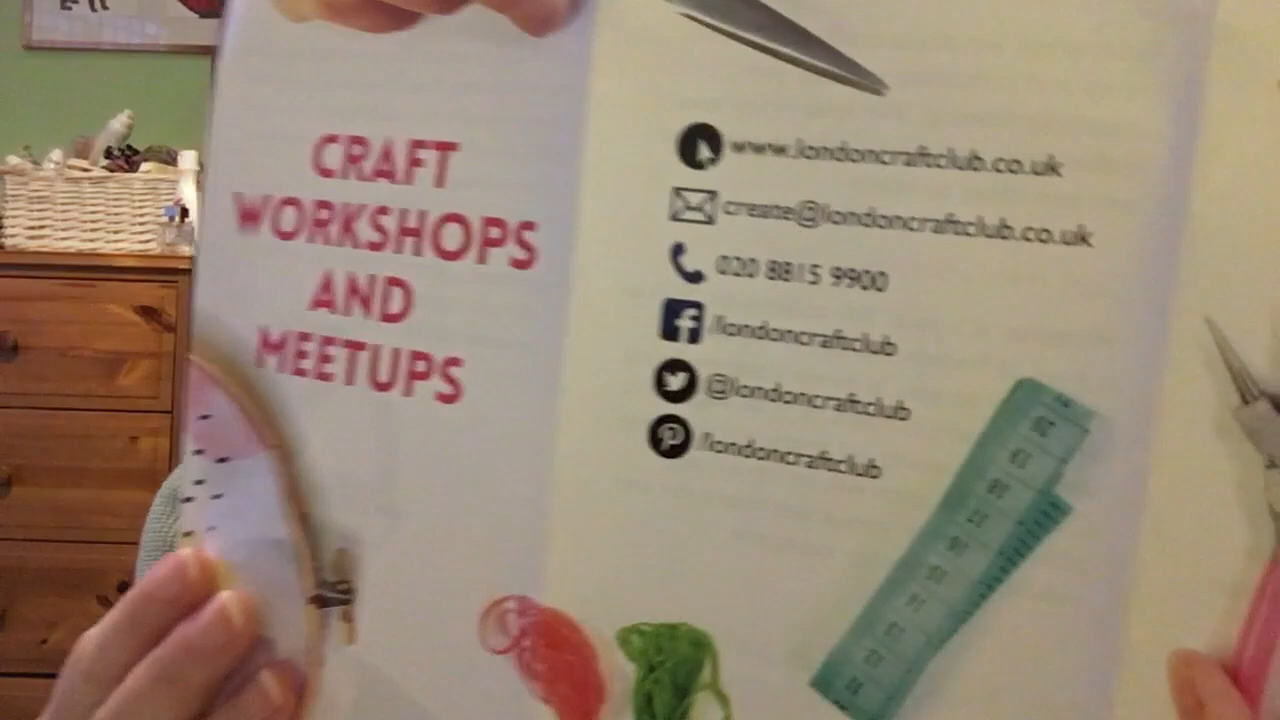 CRAFT
WORKSHOPS
AND
MEETUPS
www.londoncraftclub.co.uk
create@londoncraftclub.co.uk
020 8815 9900
/londoncraftclub
@londoncraftclub
/londoncraftclub